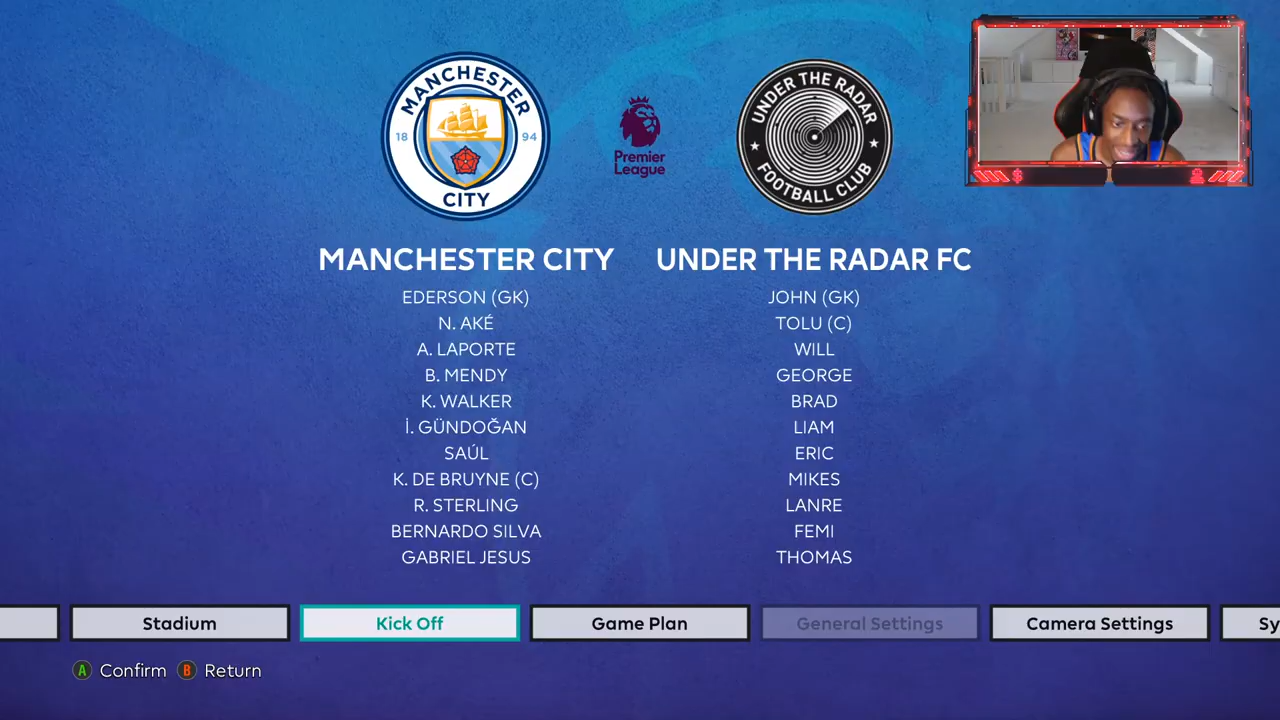 MANCHESTER
18 94
CITY
Premier
League
UNDER THE RADAR
FOOTBALL CLUB
MANCHESTER CITY
UNDER THE RADAR FC
EDERSON (GK)
JOHN (GK)
N. AKÉ
TOLU (C)
A. LAPORTE
WILL
B. MENDY
GEORGE
K. WALKER
BRAD
İ. GÜNDOĞAN
LIAM
SAÚL
ERIC
K. DE BRUYNE (C)
MIKES
R. STERLING
LANRE
BERNARDO SILVA
FEMI
GABRIEL JESUS
THOMAS
Stadium
Kick Off
Game Plan
General Settings
Camera Settings
Sy
A Confirm B Return